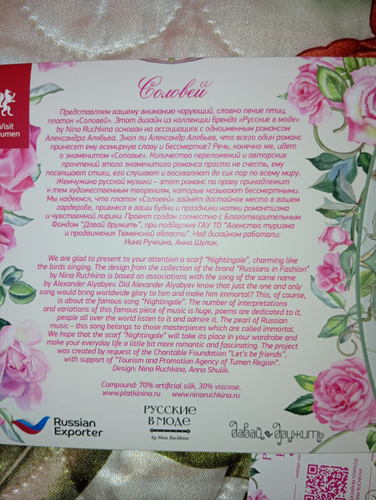 Visit
Соловей
Представляем вашему вниманию чарующий, словно пение птиц,
платок «Соловей». Этот дизайн из коллекции бренда «Русские в моде»
by Nina Ruchkina основан на ассоциациях с одноименным романсом
Александра Алябьва. Знал ли Александр Алябьев, что всего один романс
принесет ему всемирную славу и бессмертие? Речь, конечно же, идет
о знаменитом «Соловье». Количество переложений и авторских
прочтений этого романса просто не счесть, ему
посвящают стихи, его слушают и восхваляют до сих пор по всему миру.
Жемчужина русской музыки – этот романс по праву принадлежит
к тем художественным творениям, которые называют бессмертными.
Мы надеемся, что платок «Соловей» займёт достойное место в вашем
гардеробе, привнесет в ваши будни и праздники нотки романтизма
и чувственной лирики. Проект создан совместно с Благотворительным
Фондом "Давай дружить", при поддержке ГАУ ТО "Агентство туризма
и продвижения Тюменской области". Над дизайном работали:
Нина Ручкина, Анна Шулик.
We are glad to present your attention a scarf "Nightingale", charming like
the birds singing. The design from the collection of the brand "Russians in Fashion"
by Nina Ruchkina is based on associations with the song of the same name
by Alexander Alyabyev. Did Alexander Alyabyev know that just the one and only
song would bring worldwide glory to him and make him immortal? This, of course,
is about the famous song "Nightingale". The number of interpretations
and variations of this famous piece of music is huge, poems are dedicated to it,
people all over the world listen to it and admire it. The pearl of Russian
music – this song belongs to those masterpieces which are called immortal.
We hope that the scarf "Nightingale" will take its place in your wardrobe and
make your everyday life a little bit more romantic and fascinating. The project
was created by request of the Charitable Foundation "Let's be friends",
with support of "Tourism and Promotion Agency of Tumen Region".
Design: Nina Ruchkina, Anna Shulik.
Compound: 70% artificial silk, 30% viscose.
www.platkinina.ru www.ninaruchkina.ru
Russian
Exporter
РУССКИЕ
В МОДЕ
by Nina Ruchkina
давай дружить